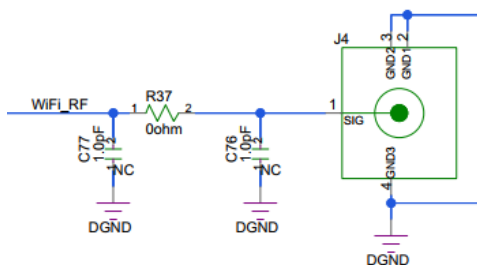 J4
3
2
GND2
GND1
R37
WiFi_RF
1
2
0ohm
1
SIG
C77
1.0pF
2
1
NC
C76
1.0pF
2
1
NC
GND3
4
DGND
DGND
DGND